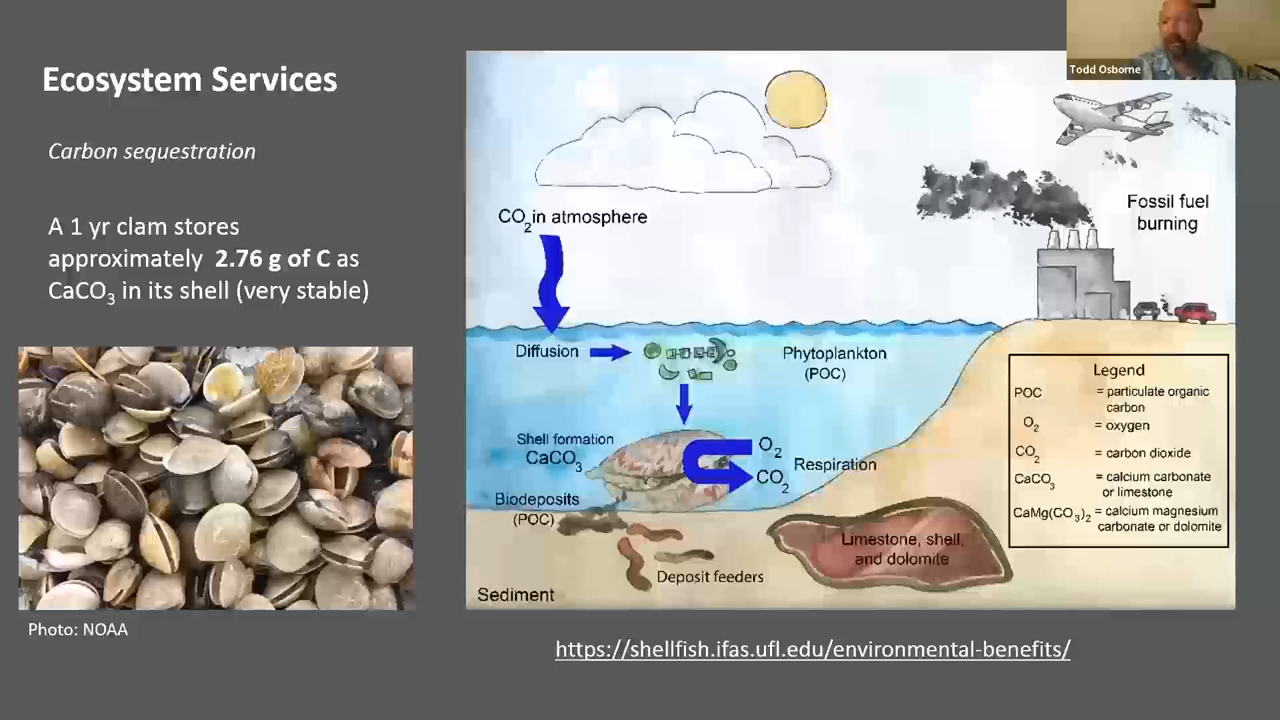 Ecosystem Services
Carbon sequestration
A 1 yr clam stores
approximately 2.76 g of C as
CaCO₃ in its shell (very stable)
Photo: NOAA
Todd Osborne
CO₂ in atmosphere
Fossil fuel
burning
Diffusion
Phytoplankton
(POC)
Shell formation
CaCO₃
O₂
CO₂
Respiration
Biodeposits
(POC)
Deposit feeders
Sediment
Limestone, shell,
and dolomite
Legend
POC = particulate organic
carbon
O₂ = oxygen
CO₂ = carbon dioxide
CaCO₃ = calcium carbonate
or limestone
CaMg(CO₃)₂ = calcium magnesium
carbonate or dolomite
https://shellfish.ifas.ufl.edu/environmental-benefits/